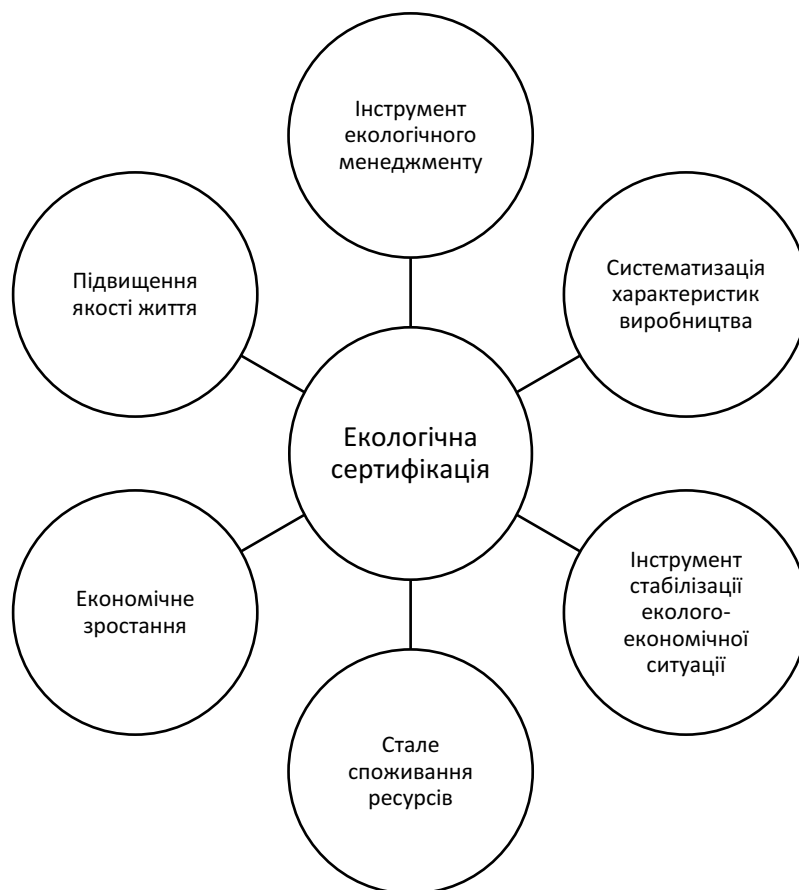 Інструмент
екологічного
менеджменту
Підвищення
якості життя
Систематизація
характеристик
виробництва
Екологічна
сертифікація
Економічне
зростання
Інструмент
стабілізації
еколого-
економічної
ситуації
Стале
споживання
ресурсів